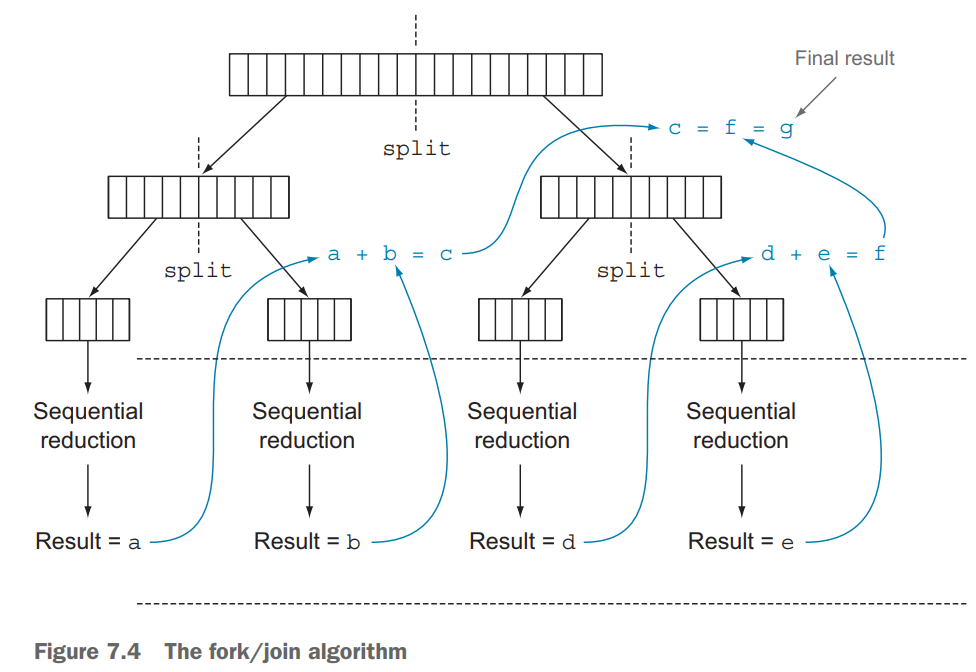 Final result
c = f = g
split
a + b = c
d + e = f
split
split
Sequential
reduction
Sequential
reduction
Sequential
reduction
Sequential
reduction
Result = a
Result = b
Result = d
Result = e
Figure 7.4 The fork/join algorithm